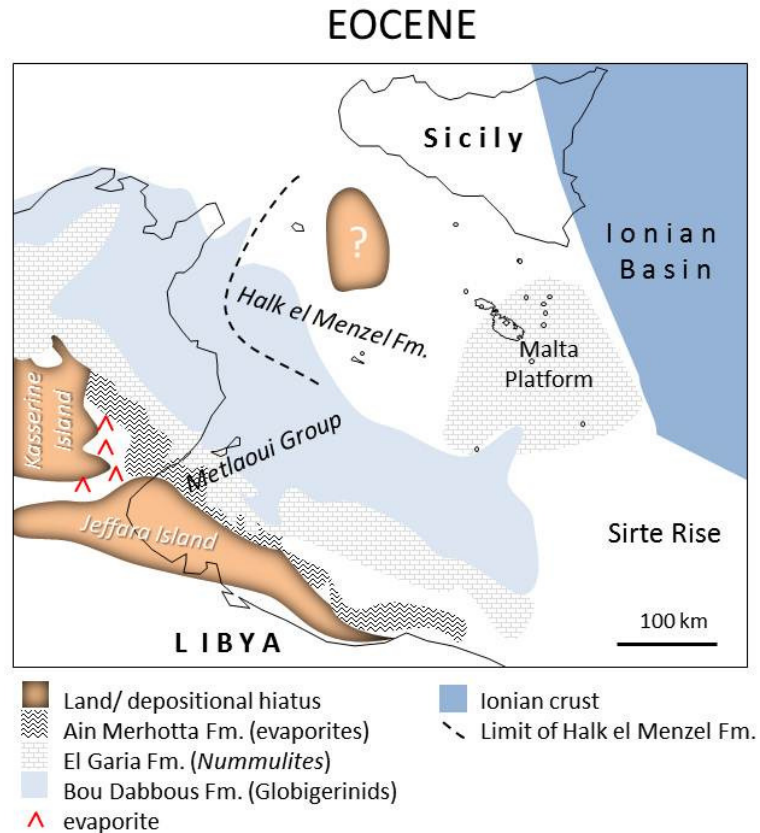 EOCENE
Sicily
Ionian
Basin
?
Halk el Menzel Fm.
Malta
Platform
Kasserine
Island
Metlaoui Group
Jeffara Island
Sirte Rise
100 km
LIBYA
Land/ depositional hiatus
Ain Merhotta Fm. (evaporites)
El Garia Fm. (Nummulites)
Bou Dabbous Fm. (Globigerinids)
evaporite
Ionian crust
Limit of Halk el Menzel Fm.